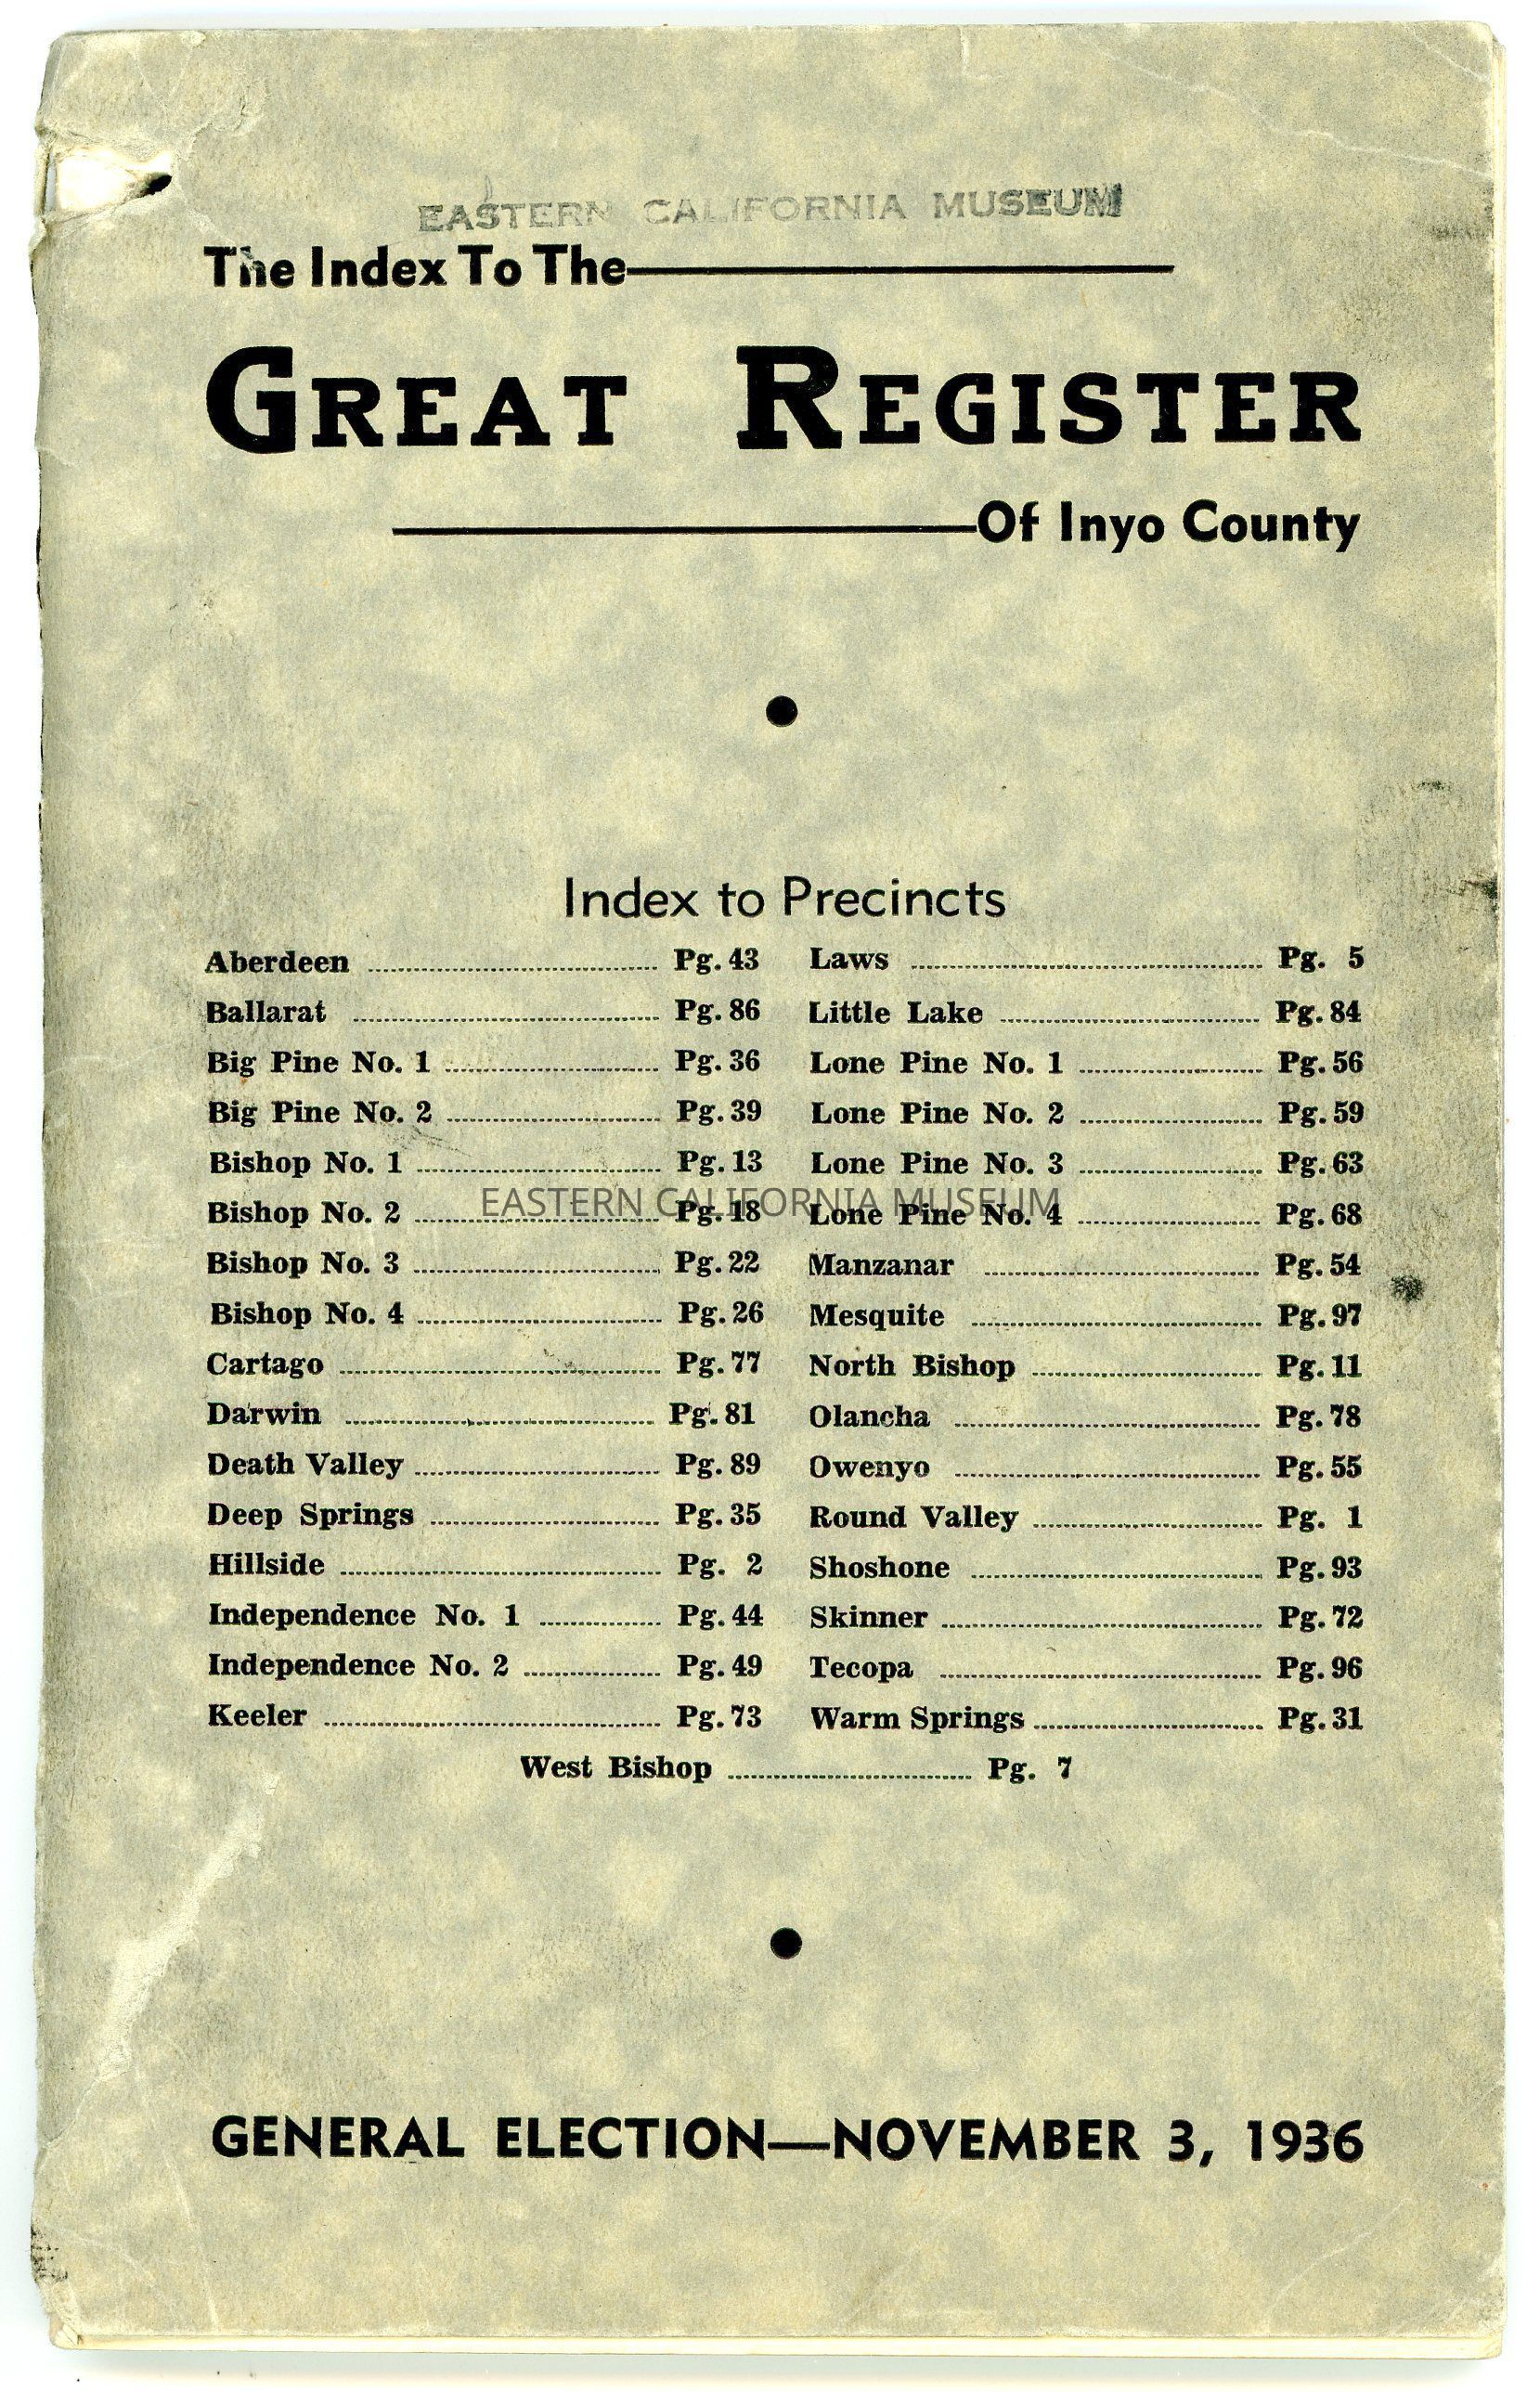 EASTERN CALIFORNIA MUSEUM
The Index To The
GREAT REGISTER
Of Inyo County
Index to Precincts
Aberdeen Pg. 43
Ballarat Pg. 86
Big Pine No. 1 Pg. 36
Big Pine No. 2 Pg. 39
Bishop No. 1 Pg. 13
Bishop No. 2 Pg. 18
Bishop No. 3 Pg. 22
Bishop No. 4 Pg. 26
Cartago Pg. 77
Darwin Pg. 81
Death Valley Pg. 89
Deep Springs Pg. 35
Hillside Pg. 2
Independence No. 1 Pg. 44
Independence No. 2 Pg. 49
Keeler Pg. 73
Laws Pg. 5
Little Lake Pg. 84
Lone Pine No. 1 Pg. 56
Lone Pine No. 2 Pg. 59
Lone Pine No. 3 Pg. 63
Lone Pine No. 4 Pg. 68
Manzanar Pg. 54
Mesquite Pg. 97
North Bishop Pg. 11
Olancha Pg. 78
Owenyo Pg. 55
Round Valley Pg. 1
Shoshone Pg. 93
Skinner Pg. 72
Tecopa Pg. 96
Warm Springs Pg. 31
West Bishop Pg. 7
EASTERN CALIFORNIA MUSEUM
GENERAL ELECTION—NOVEMBER 3, 1936